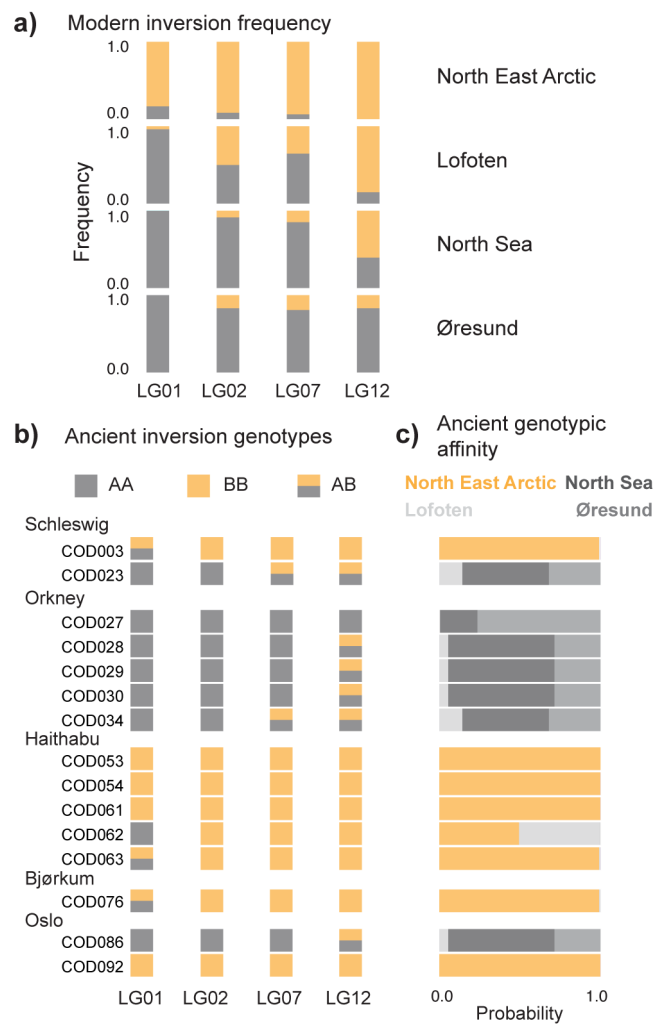 a) Modern inversion frequency
1.0
North East Arctic
0.0
1.0
Lofoten
0.0
Frequency
1.0
North Sea
0.0
1.0
Øresund
0.0
LG01 LG02 LG07 LG12
b) Ancient inversion genotypes
c) Ancient genotypic
affinity
AA BB AB
North East Arctic North Sea
Lofoten Øresund
Schleswig
COD003
COD023
Orkney
COD027
COD028
COD029
COD030
COD034
Haithabu
COD053
COD054
COD061
COD062
COD063
Bjørkum
COD076
Oslo
COD086
COD092
LG01 LG02 LG07 LG12
0.0 1.0
Probability